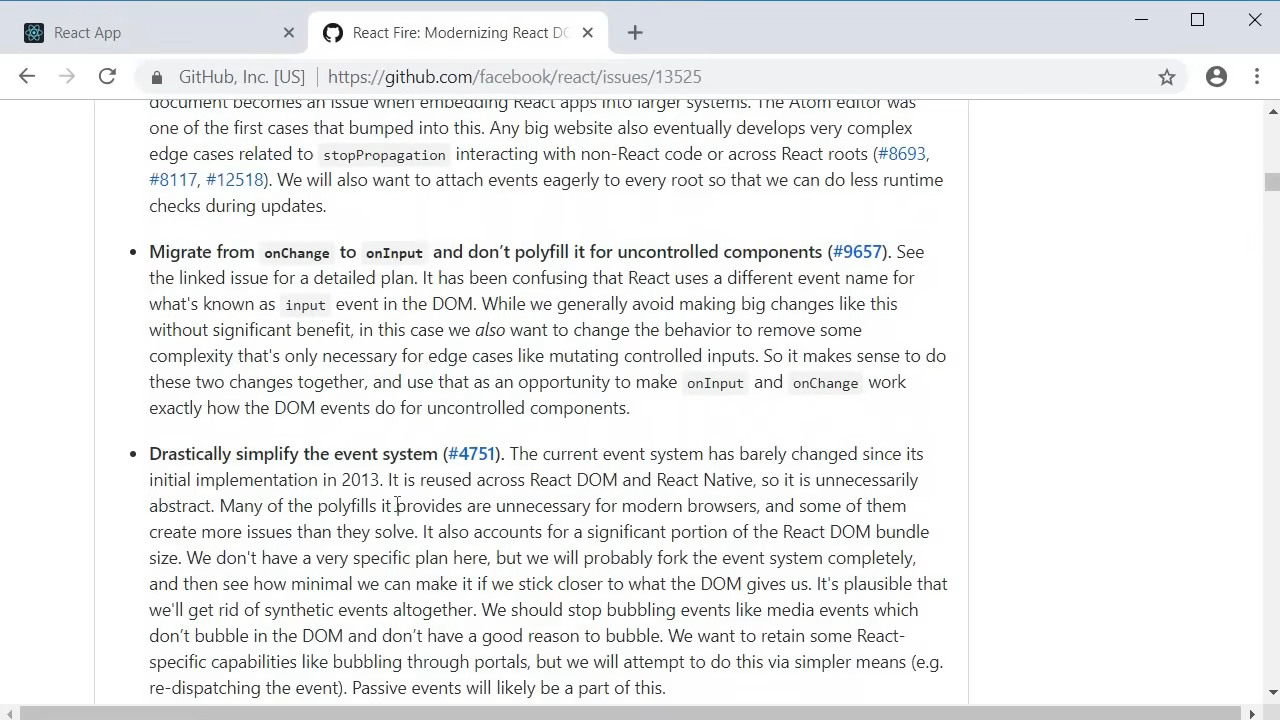 React App
React Fire: Modernizing React DO
GitHub, Inc. [US] https://github.com/facebook/react/issues/13525
document becomes an issue when embedding React apps into larger systems. The Atom editor was
one of the first cases that bumped into this. Any big website also eventually develops very complex
edge cases related to stopPropagation interacting with non-React code or across React roots (#8693,
#8117, #12518). We will also want to attach events eagerly to every root so that we can do less runtime
checks during updates.
• Migrate from onChange to onInput and don’t polyfill it for uncontrolled components (#9657). See
the linked issue for a detailed plan. It has been confusing that React uses a different event name for
what's known as input event in the DOM. While we generally avoid making big changes like this
without significant benefit, in this case we also want to change the behavior to remove some
complexity that's only necessary for edge cases like mutating controlled inputs. So it makes sense to do
these two changes together, and use that as an opportunity to make onInput and onChange work
exactly how the DOM events do for uncontrolled components.
• Drastically simplify the event system (#4751). The current event system has barely changed since its
initial implementation in 2013. It is reused across React DOM and React Native, so it is unnecessarily
abstract. Many of the polyfills it provides are unnecessary for modern browsers, and some of them
create more issues than they solve. It also accounts for a significant portion of the React DOM bundle
size. We don't have a very specific plan here, but we will probably fork the event system completely,
and then see how minimal we can make it if we stick closer to what the DOM gives us. It's plausible that
we'll get rid of synthetic events altogether. We should stop bubbling events like media events which
don’t bubble in the DOM and don’t have a good reason to bubble. We want to retain some React-
specific capabilities like bubbling through portals, but we will attempt to do this via simpler means (e.g.
re-dispatching the event). Passive events will likely be a part of this.